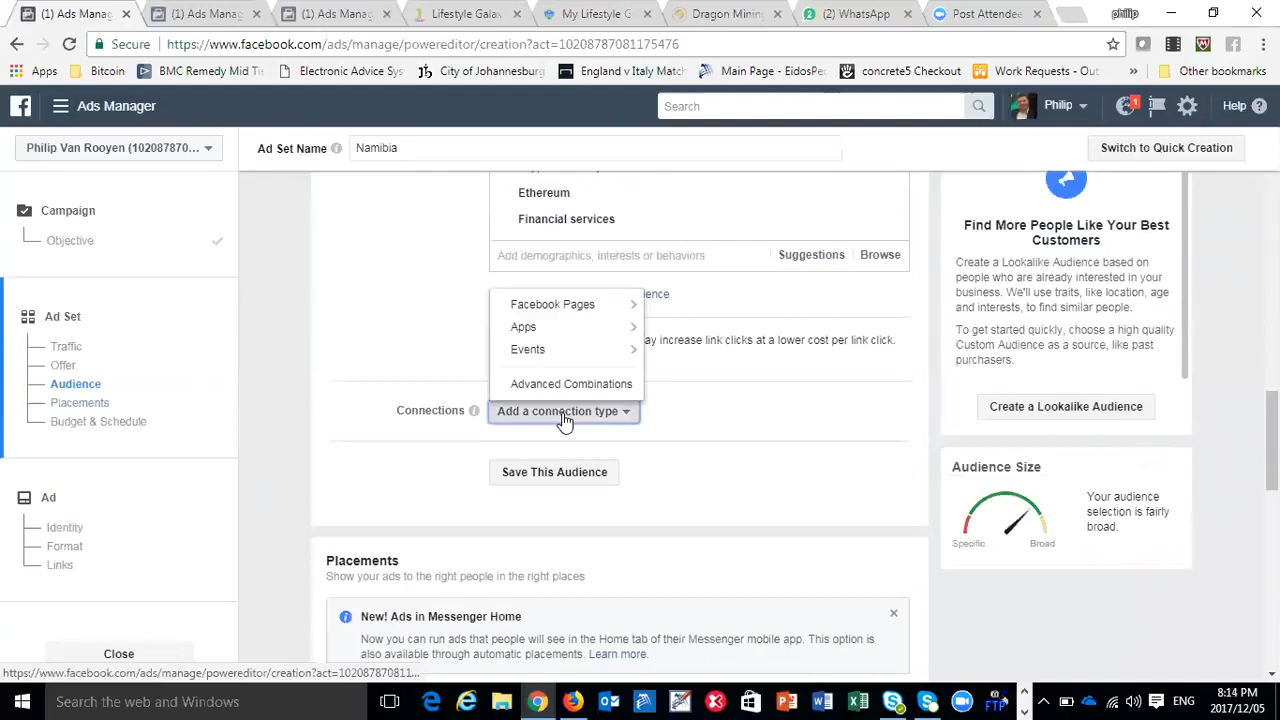 (1) Ads Manag
(1) Ads Manag
(1) Ads Manag
Lifestyle Gala
My Lifestyle G
Dragon Mining
(2) WhatsApp
Post Attendee
philip
Secure
https://www.facebook.com/ads/manage/powereditor/creation?act=10208787081175476
Apps
Bitcoin
BMC Remedy Mid Ti
Electronic Advice Sys
City of Johannesburg
England v Italy Match
Main Page - EidosPe
concrete5 Checkout
Work Requests - Out
»
Other bookmarks
Ads Manager
Search
Philip
1
Help
Philip Van Rooyen (102087870...
Ad Set Name
Namibia
Switch to Quick Creation
Campaign
Objective
Ad Set
Traffic
Offer
Audience
Placements
Budget & Schedule
Ad
Identity
Format
Links
Close
Ethereum
Financial services
Add demographics, interests or behaviors
Suggestions
Browse
ience
Facebook Pages
Apps
Events
Advanced Combinations
ay increase link clicks at a lower cost per link click.
Connections
Add a connection type
Save This Audience
Placements
Show your ads to the right people in the right places
New! Ads in Messenger Home
Now you can run ads that people will see in the Home tab of their Messenger mobile app. This option is
also available through automatic placements. Learn more.
Find More People Like Your Best
Customers
Create a Lookalike Audience based on
people who are already interested in your
business. We'll use traits, like location, age
and interests, to find similar people.
To get started quickly, choose a high quality
Custom Audience as a source, like past
purchasers.
Create a Lookalike Audience
Audience Size
Specific
Broad
Your audience
selection is fairly
broad.
https://www.facebook.com/ads/manage/powereditor/creation?act=102087870811...
Search the web and Windows
FTP
ENG
8:14 PM
2017/12/05